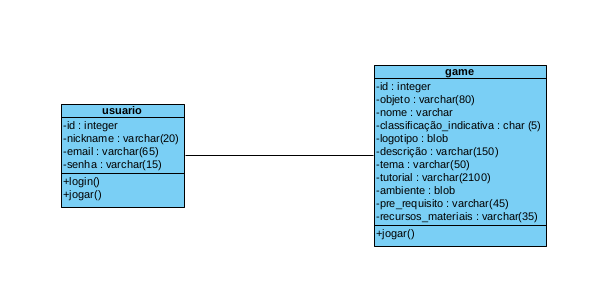 usuario
-id : integer
-nickname : varchar(20)
-email : varchar(65)
-senha : varchar(15)
+login()
+jogar()
game
-id : integer
-objeto : varchar(80)
-nome : varchar
-classificação_indicativa : char (5)
-logotipo : blob
-descrição : varchar(150)
-tema : varchar(50)
-tutorial : varchar(2100)
-ambiente : blob
-pre_requisito : varchar(45)
-recursos_materiais : varchar(35)
+jogar()